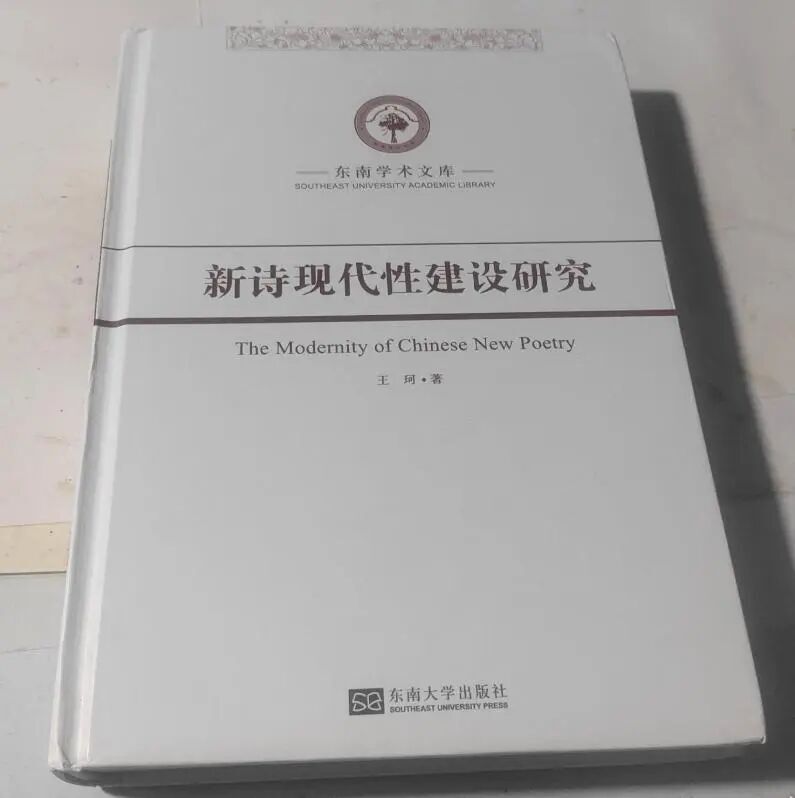 东南学术文库
SOUTHEAST UNIVERSITY ACADEMIC LIBRARY
新诗现代性建设研究
The Modernity of Chinese New Poetry
王 珂·著
东南大学出版社
SOUTHEAST UNIVERSITY PRESS